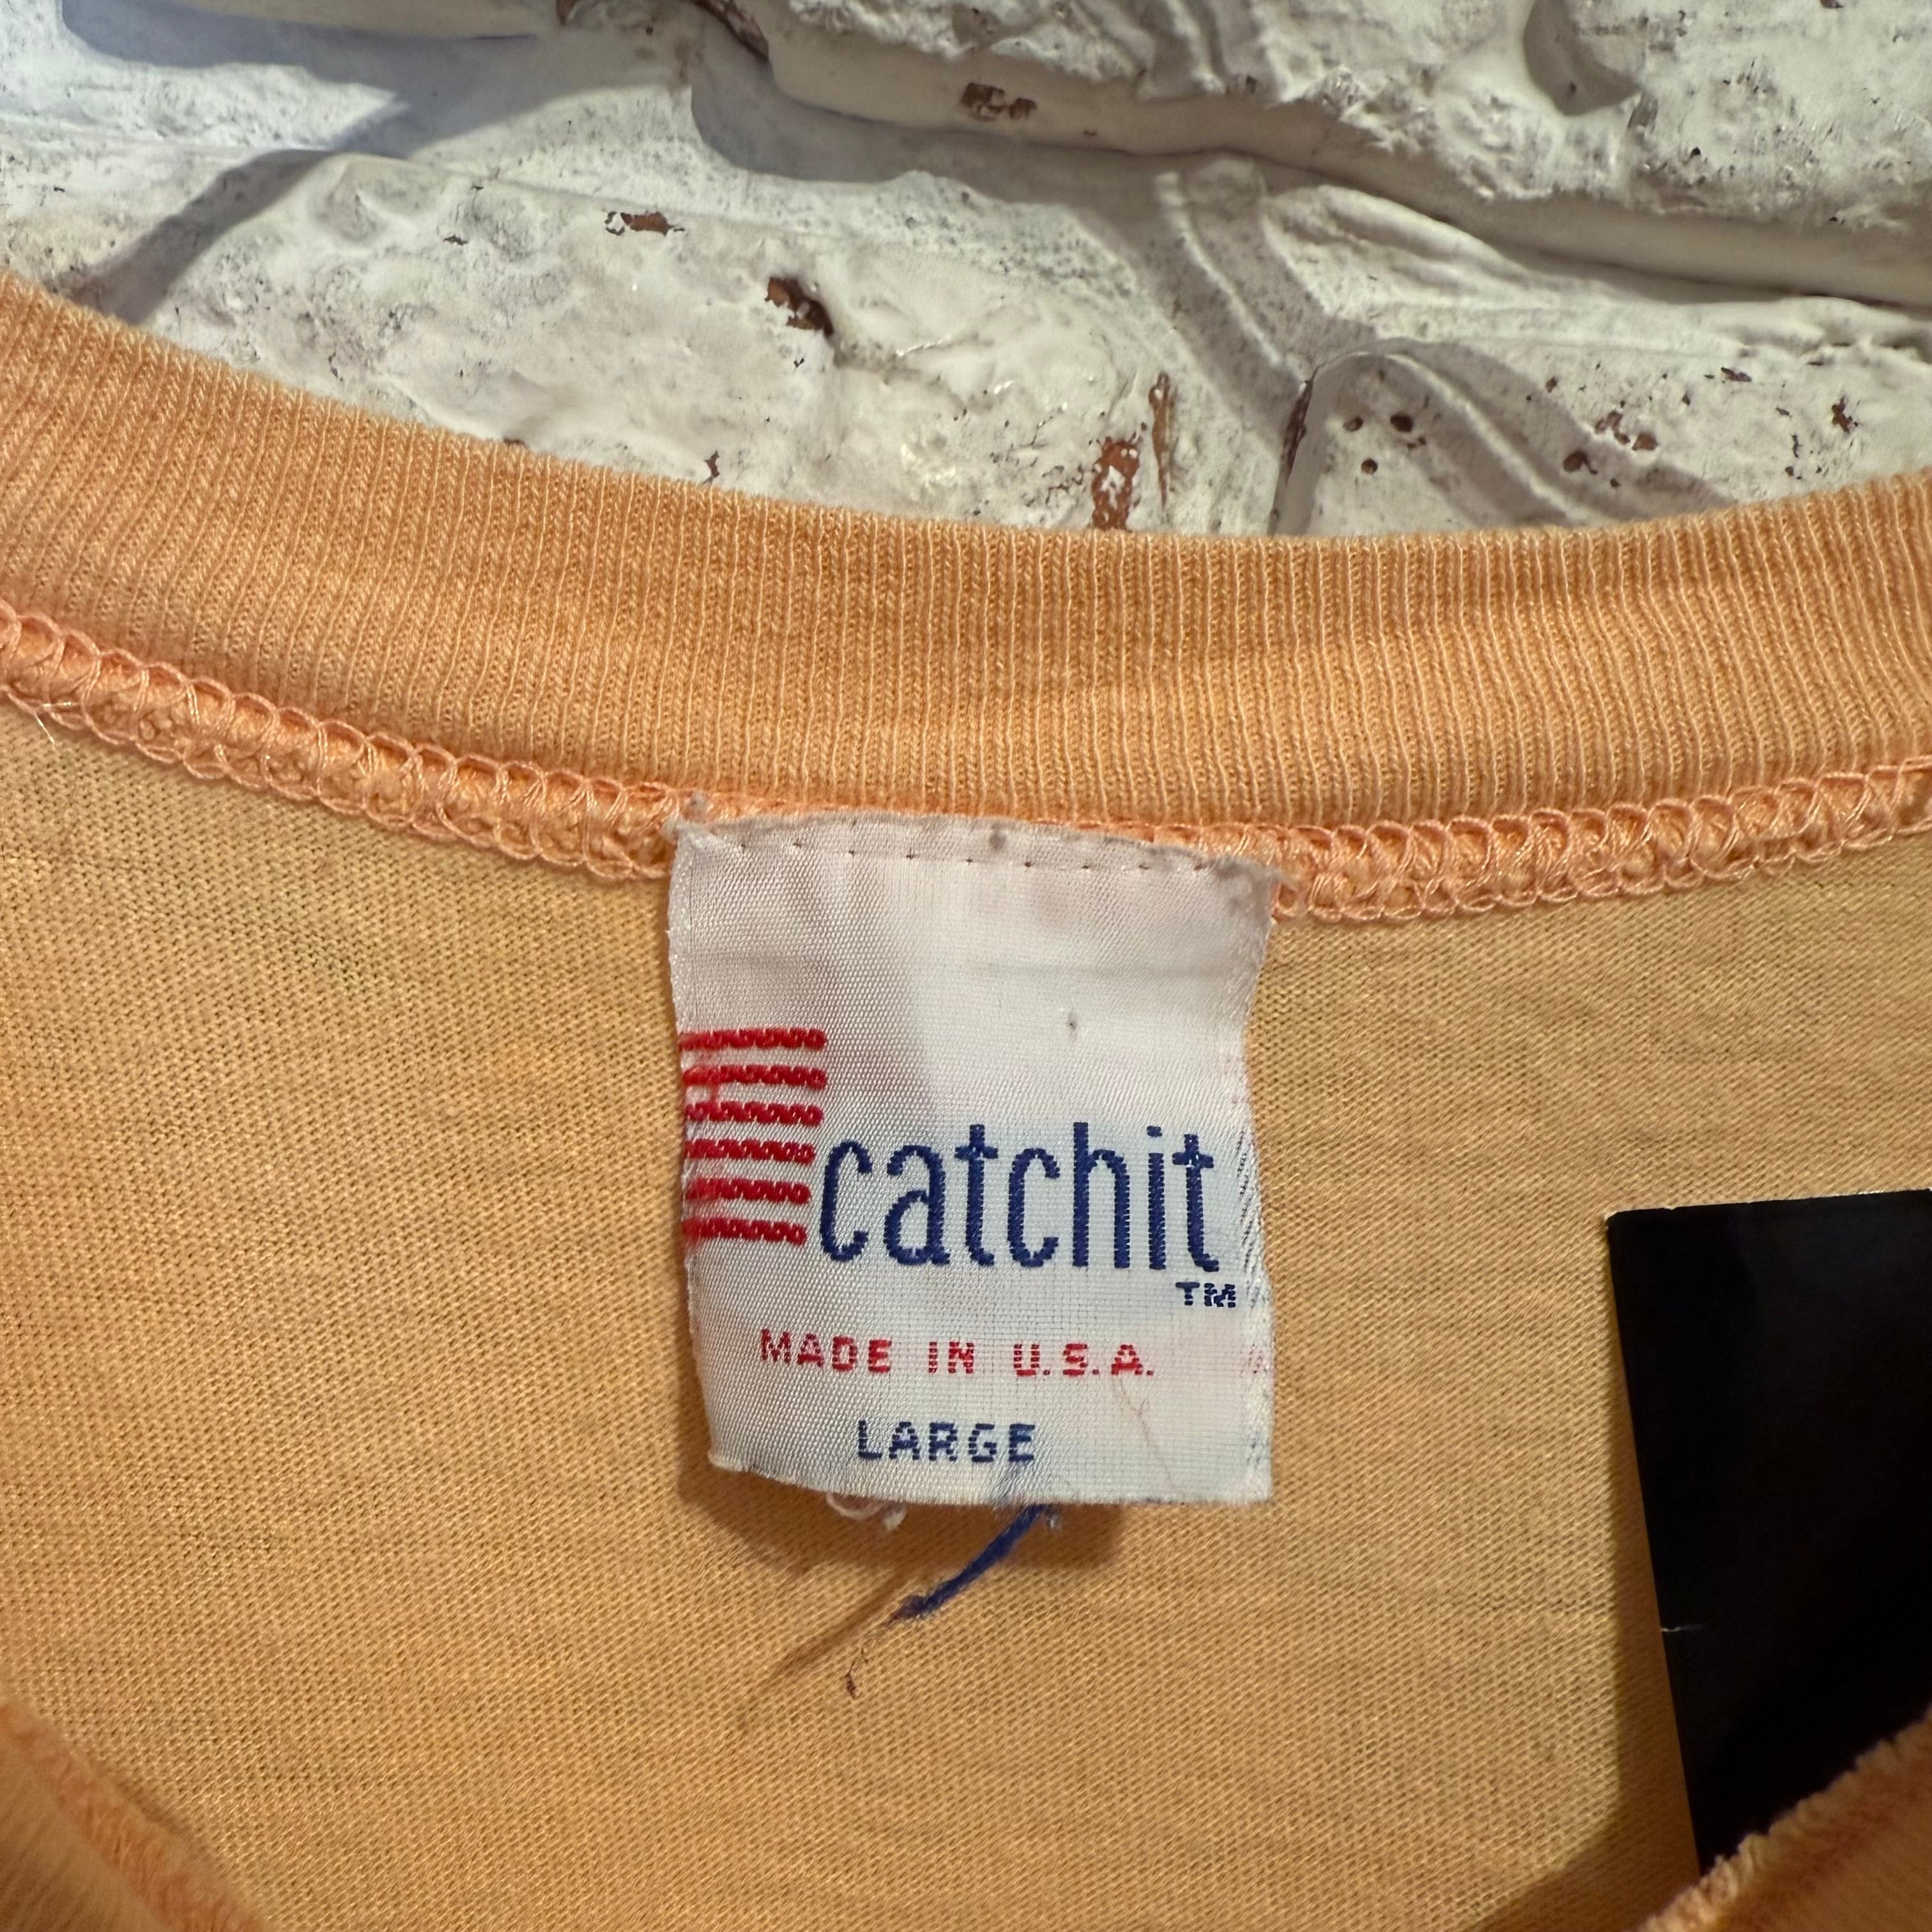 catchit
TM
MADE IN U.S.A.
LARGE